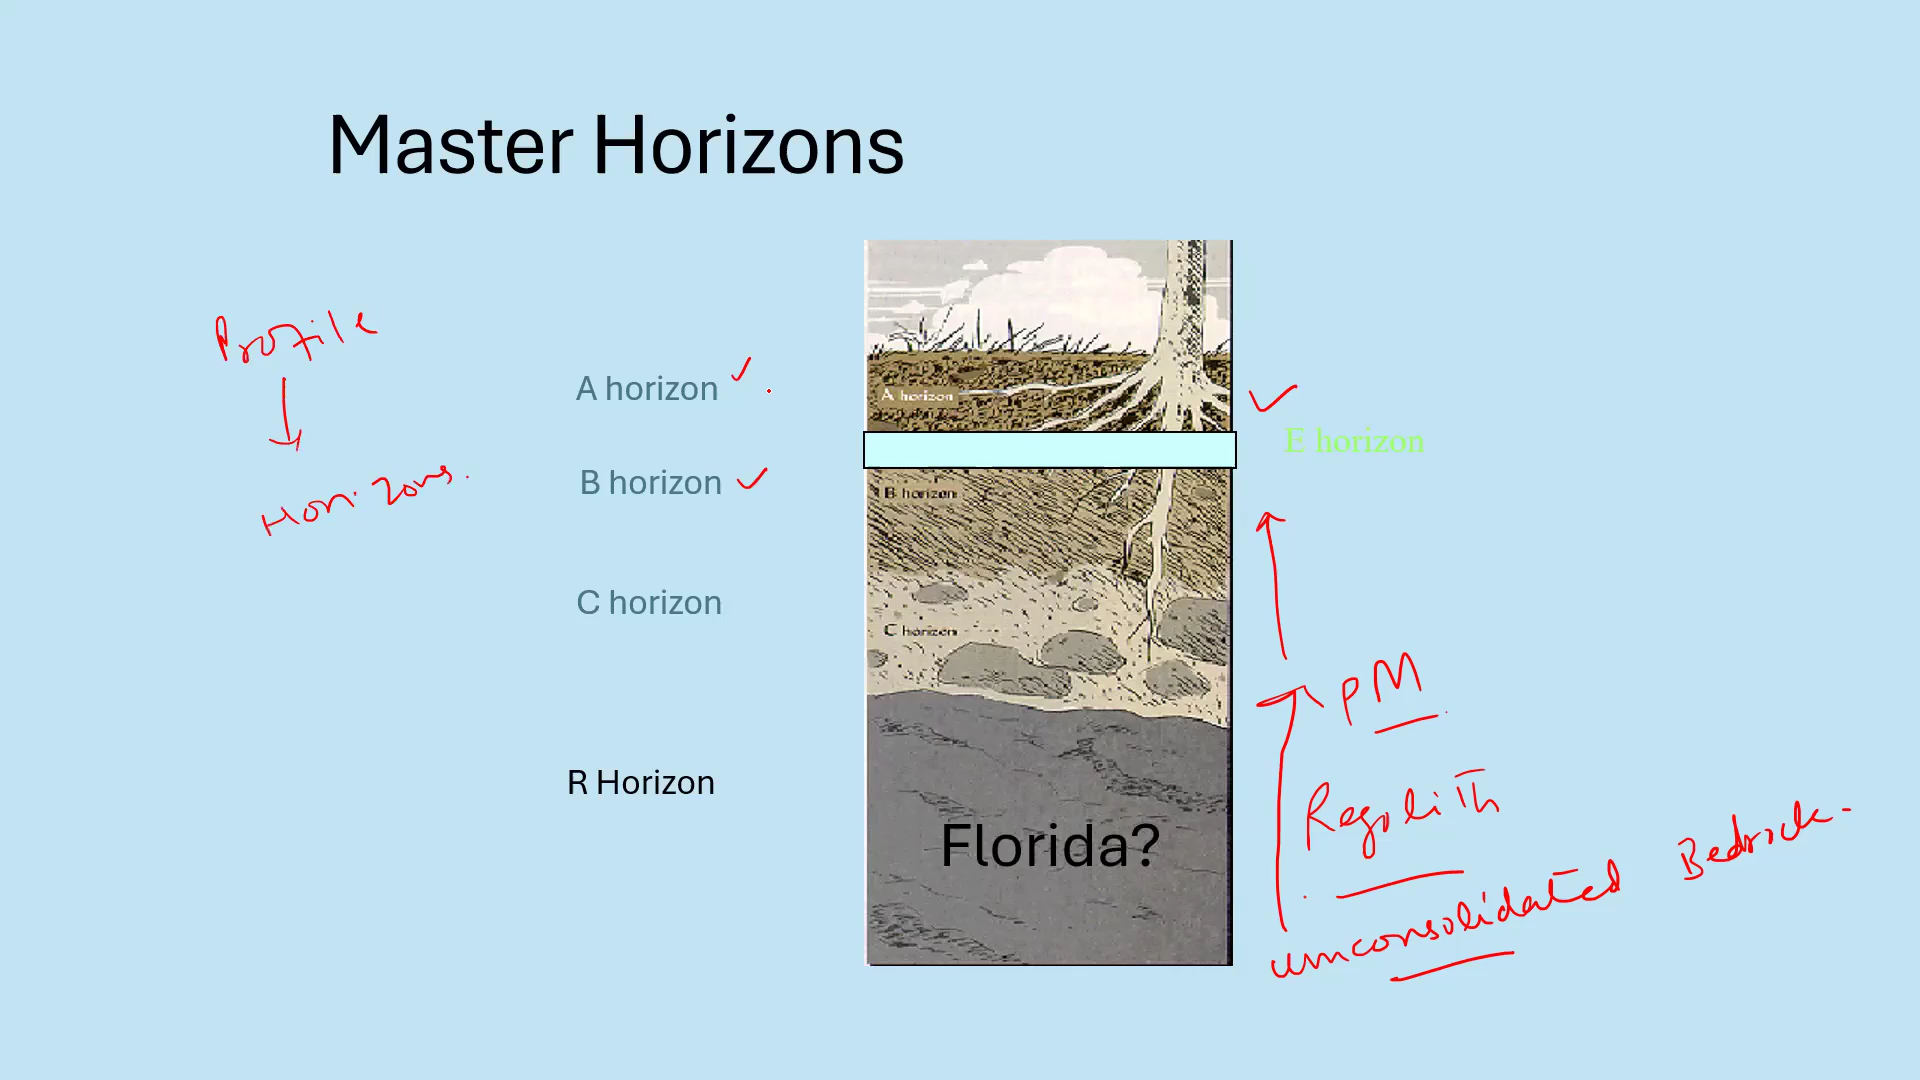 Master Horizons
Profile
Horizons.
A horizon
B horizon
C horizon
R Horizon
A horizon
B horizon
C horizon
Florida?
E horizon
PM
Regolith
unconsolidated Bedrock